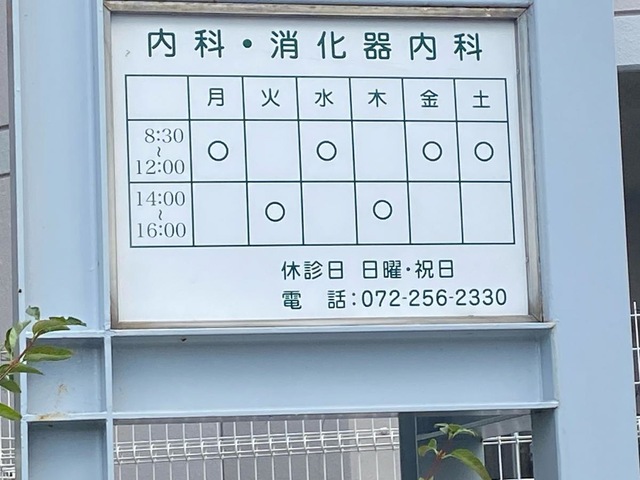 内科・消化器内科
月 火 水 木 金 土
8:30
~
12:00 ○ ○ ○ ○
14:00
~
16:00 ○ ○
休診日 日曜・祝日
電 話:072-256-2330